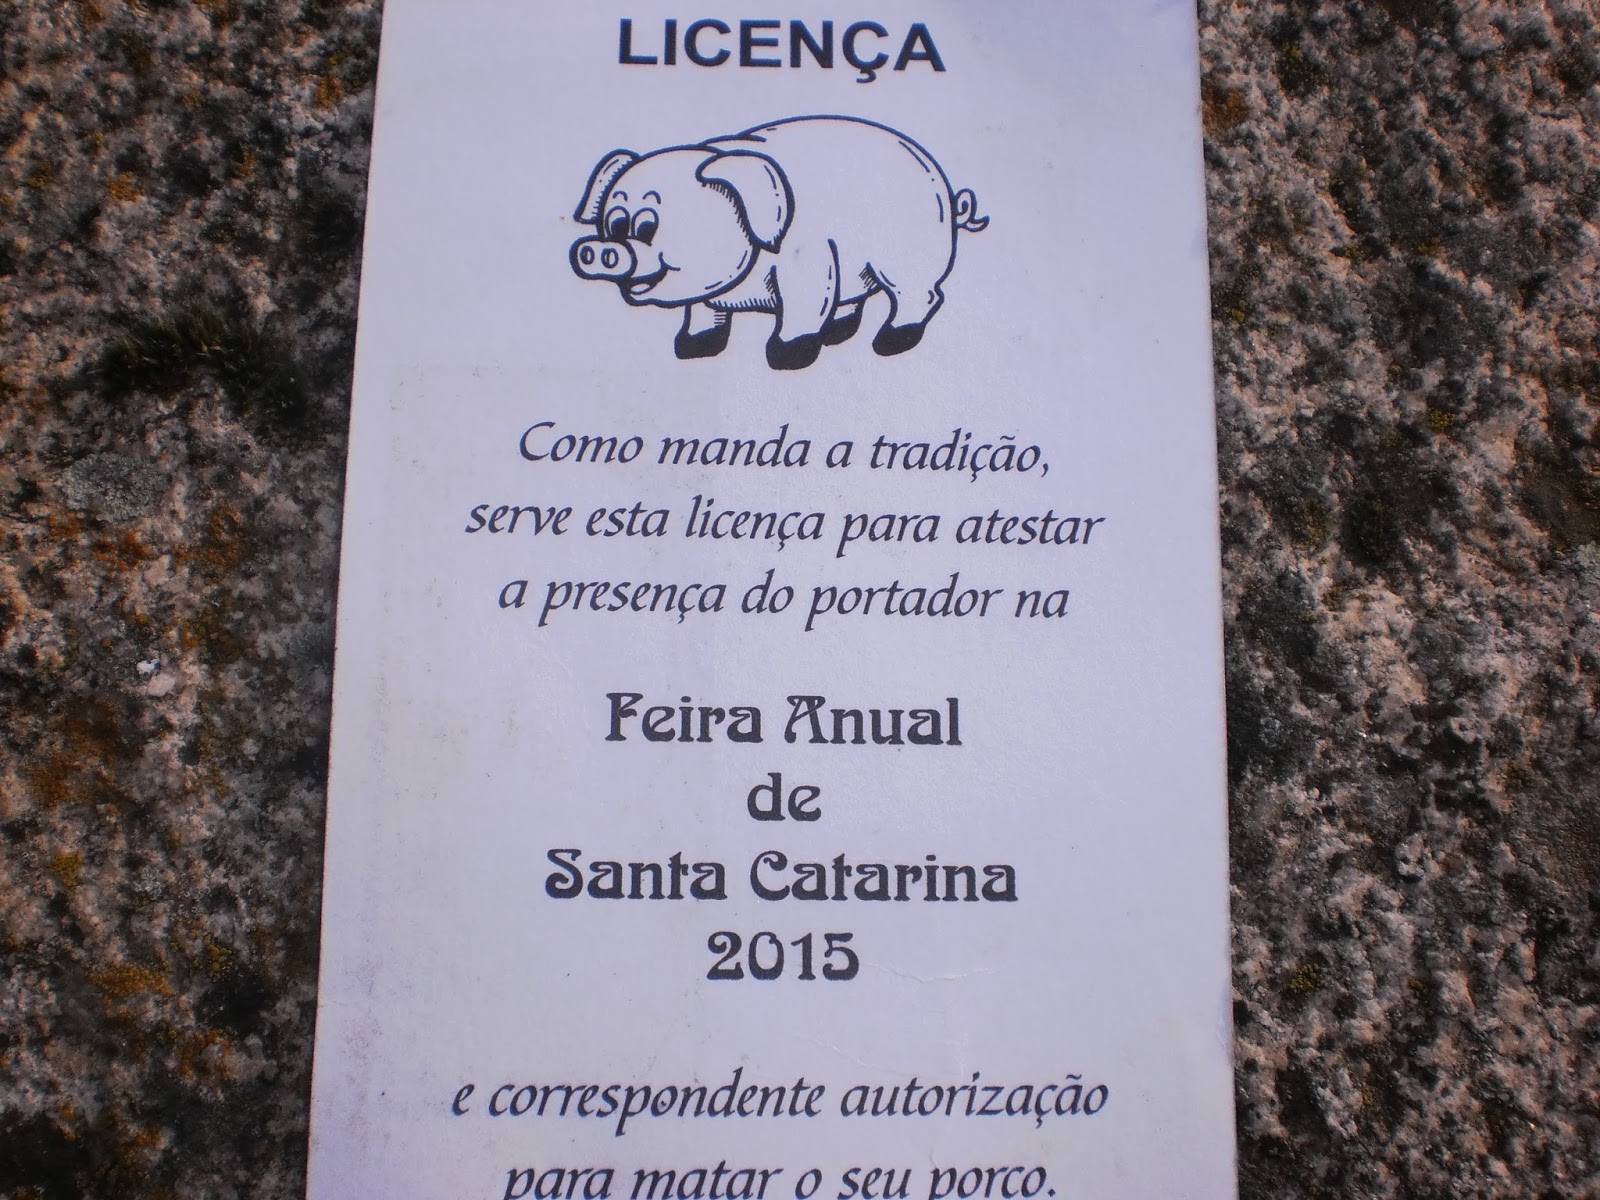 LICENÇA
Como manda a tradição,
serve esta licença para atestar
a presença do portador na
Feira Anual
de
Santa Catarina
2015
e correspondente autorização
para matar o seu porco.